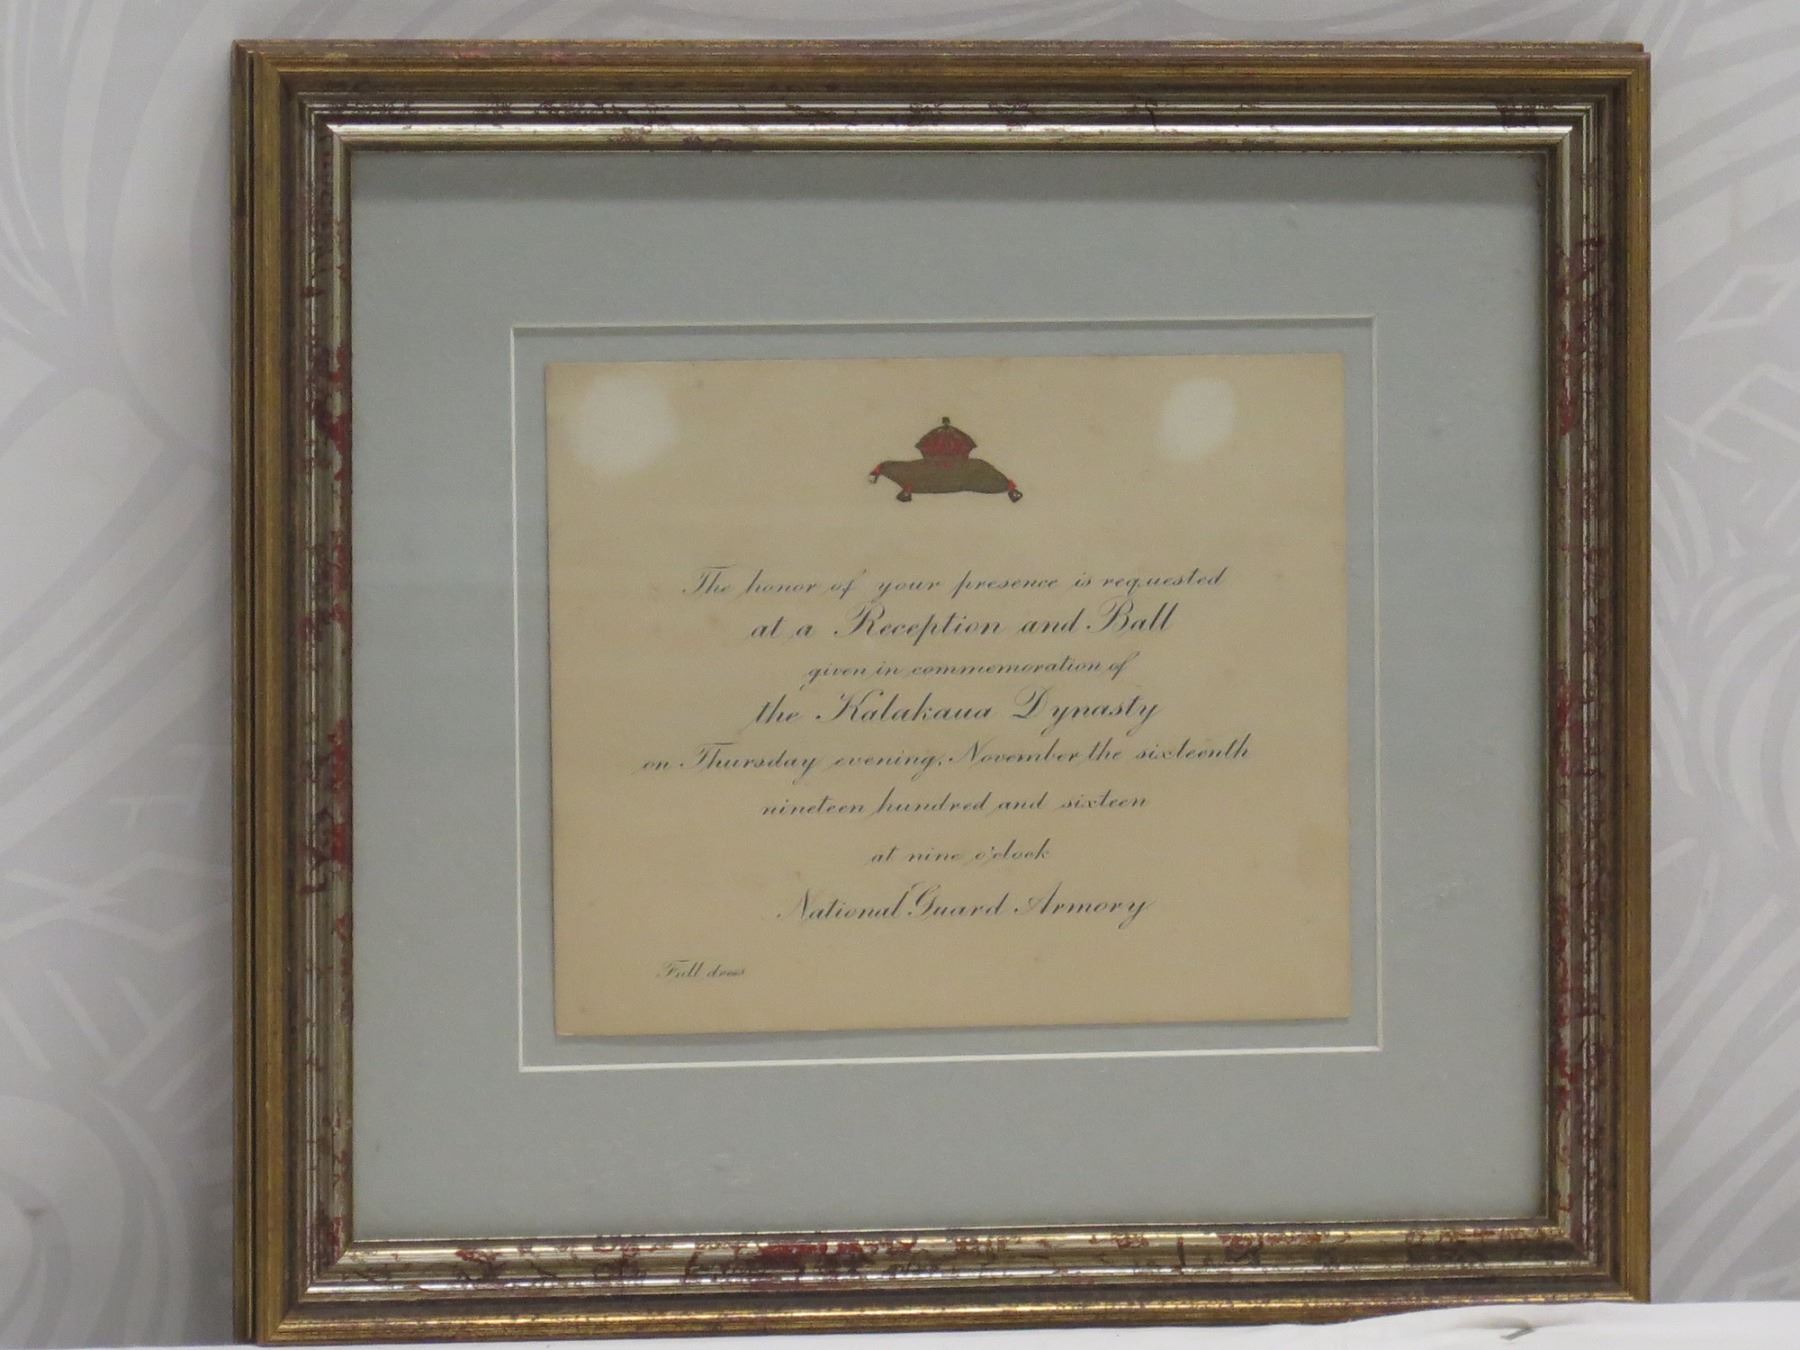 The honor of your presence is requested
at a Reception and Ball
given in commemoration of
the Kalakaua Dynasty
on Thursday evening, November the sixteenth
nineteen hundred and sixteen
at nine o'clock
National Guard Armory
Full dress